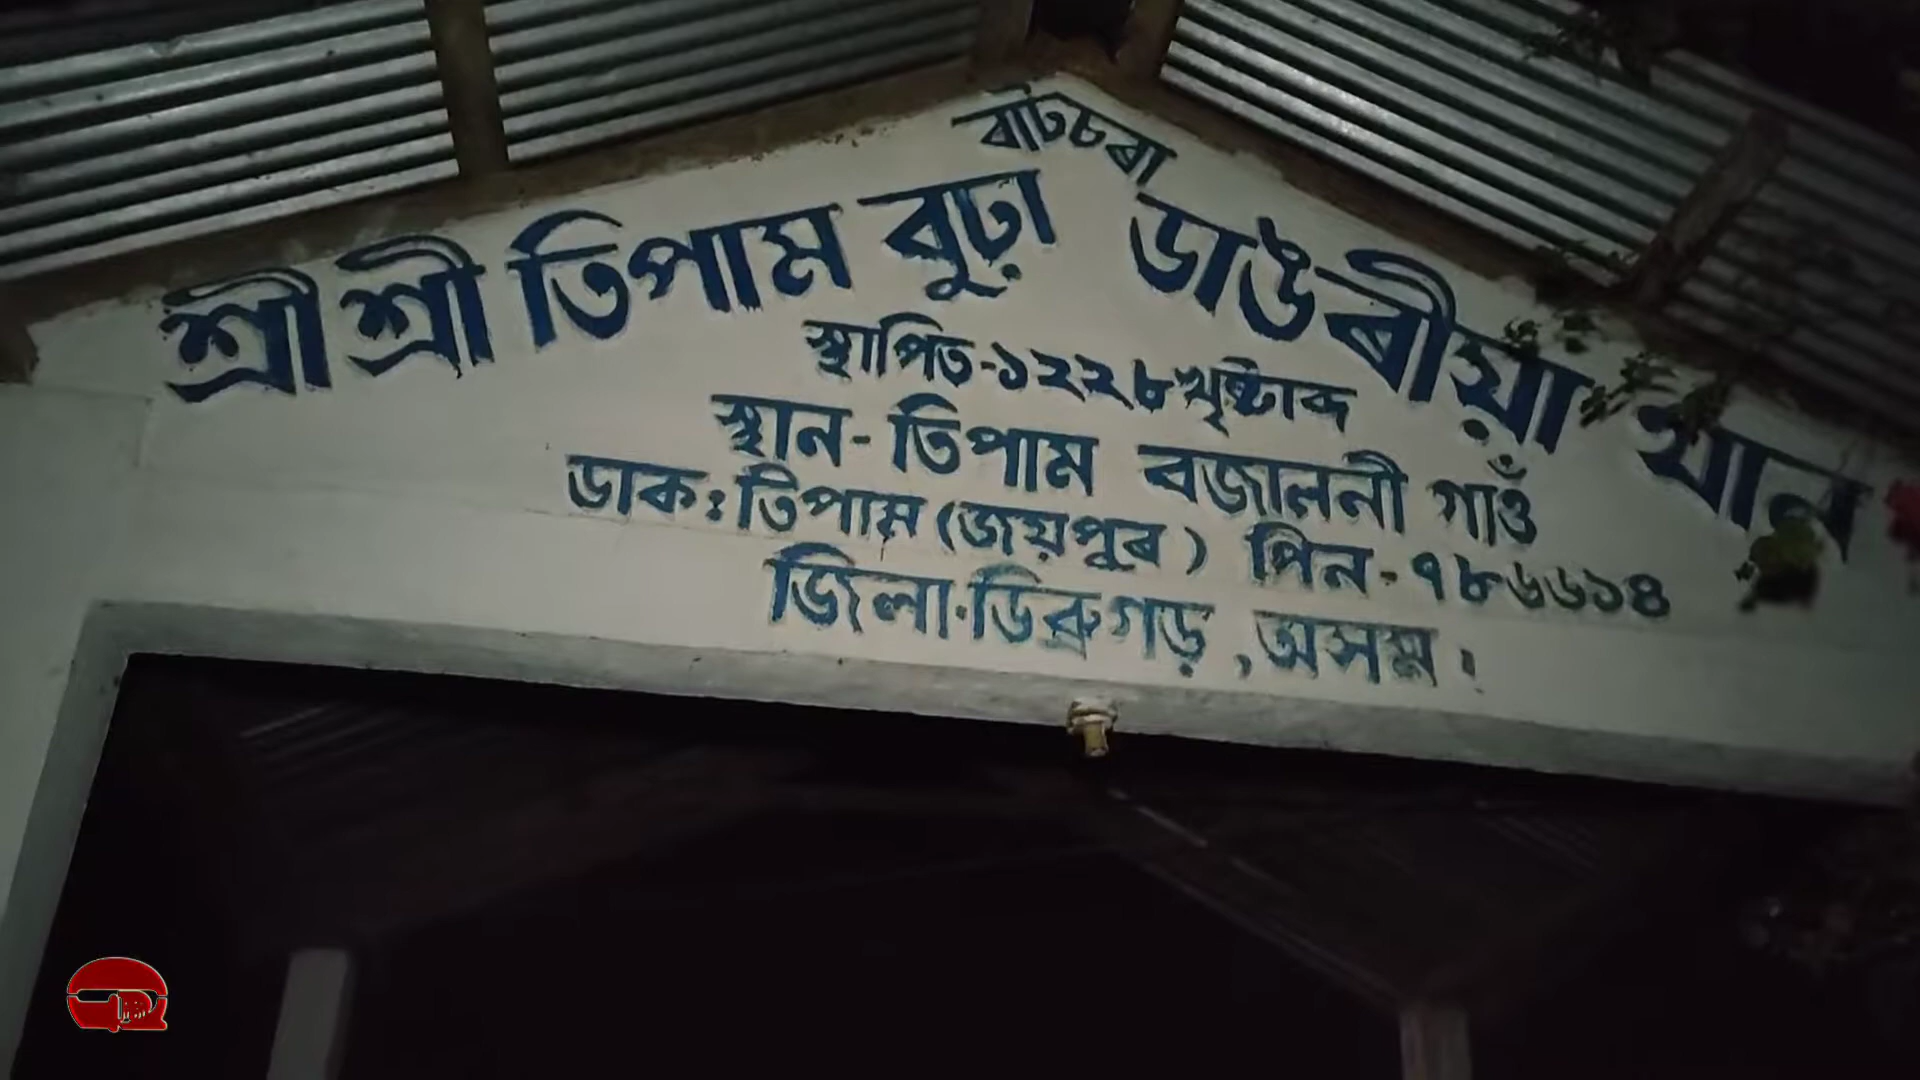 বাটচৰা
শ্ৰী শ্ৰী তিপাম বুঢ়া ডাঙৰীয়া থান
স্থাপিত-১২২৮খৃষ্টাব্দ
স্থান- তিপাম বজালনী গাওঁ
ডাক: তিপাম (জয়পুৰ) পিন-৭৮৬৬১৪
জিলা-ডিব্ৰুগড়, অসম।